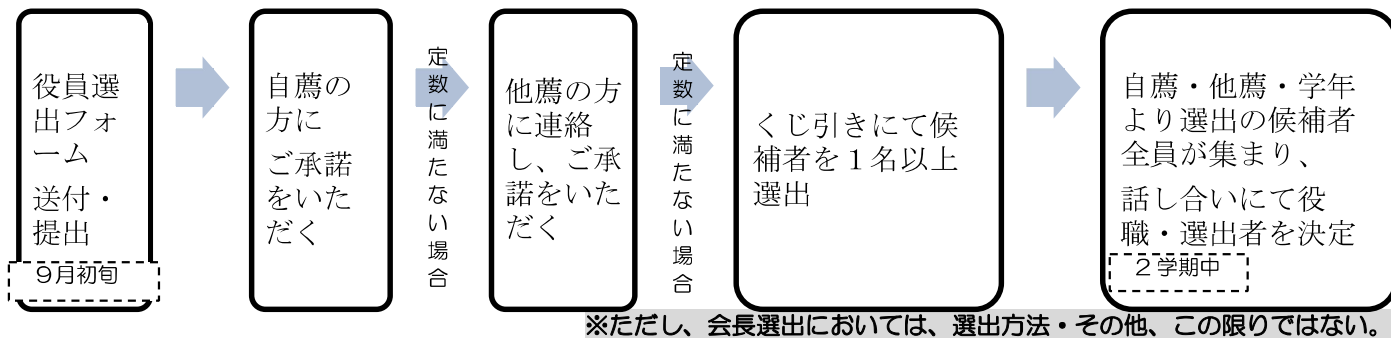 役員選
出フォ
ーム
送付・
提出
9月初旬
自薦の
方に
ご承諾
をいた
だく
定数に満たない場合
他薦の方
に連絡
し、ご承
諾をいた
だく
定数に満たない場合
くじ引きにて候
補者を１名以上
選出
自薦・他薦・学年
より選出の候補者
全員が集まり、
話し合いにて役
職・選出者を決定
２学期中
※ただし、会長選出においては、選出方法・その他、この限りではない。